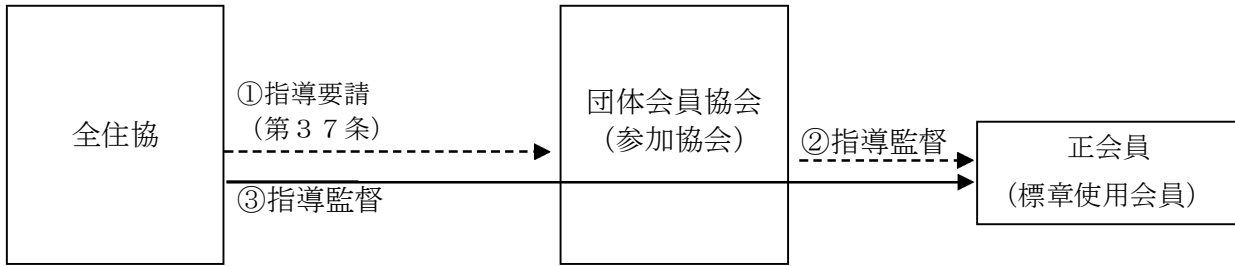 全住協
①指導要請
（第３７条）
③指導監督
団体会員協会
（参加協会）
②指導監督
正会員
（標章使用会員）